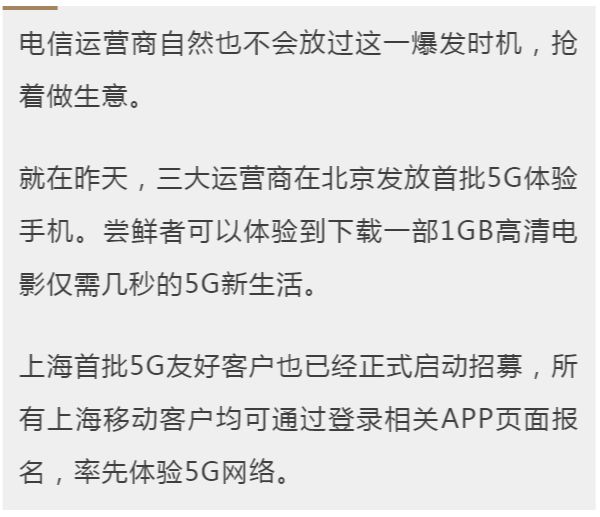 电信运营商自然也不会放过这一爆发时机，抢
着做生意。
就在昨天，三大运营商在北京发放首批5G体验
手机。尝鲜者可以体验到下载一部1GB高清电
影仅需几秒的5G新生活。
上海首批5G友好客户也已经正式启动招募，所
有上海移动客户均可通过登录相关APP页面报
名，率先体验5G网络。